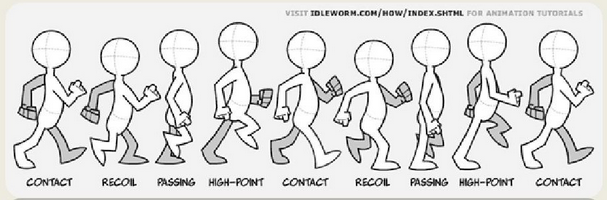 VISIT IDLEWORM.COM/HOW/INDEX.SHTML FOR ANIMATION TUTORIALS
CONTACT RECOIL PASSING HIGH-POINT CONTACT RECOIL PASSING HIGH-POINT CONTACT